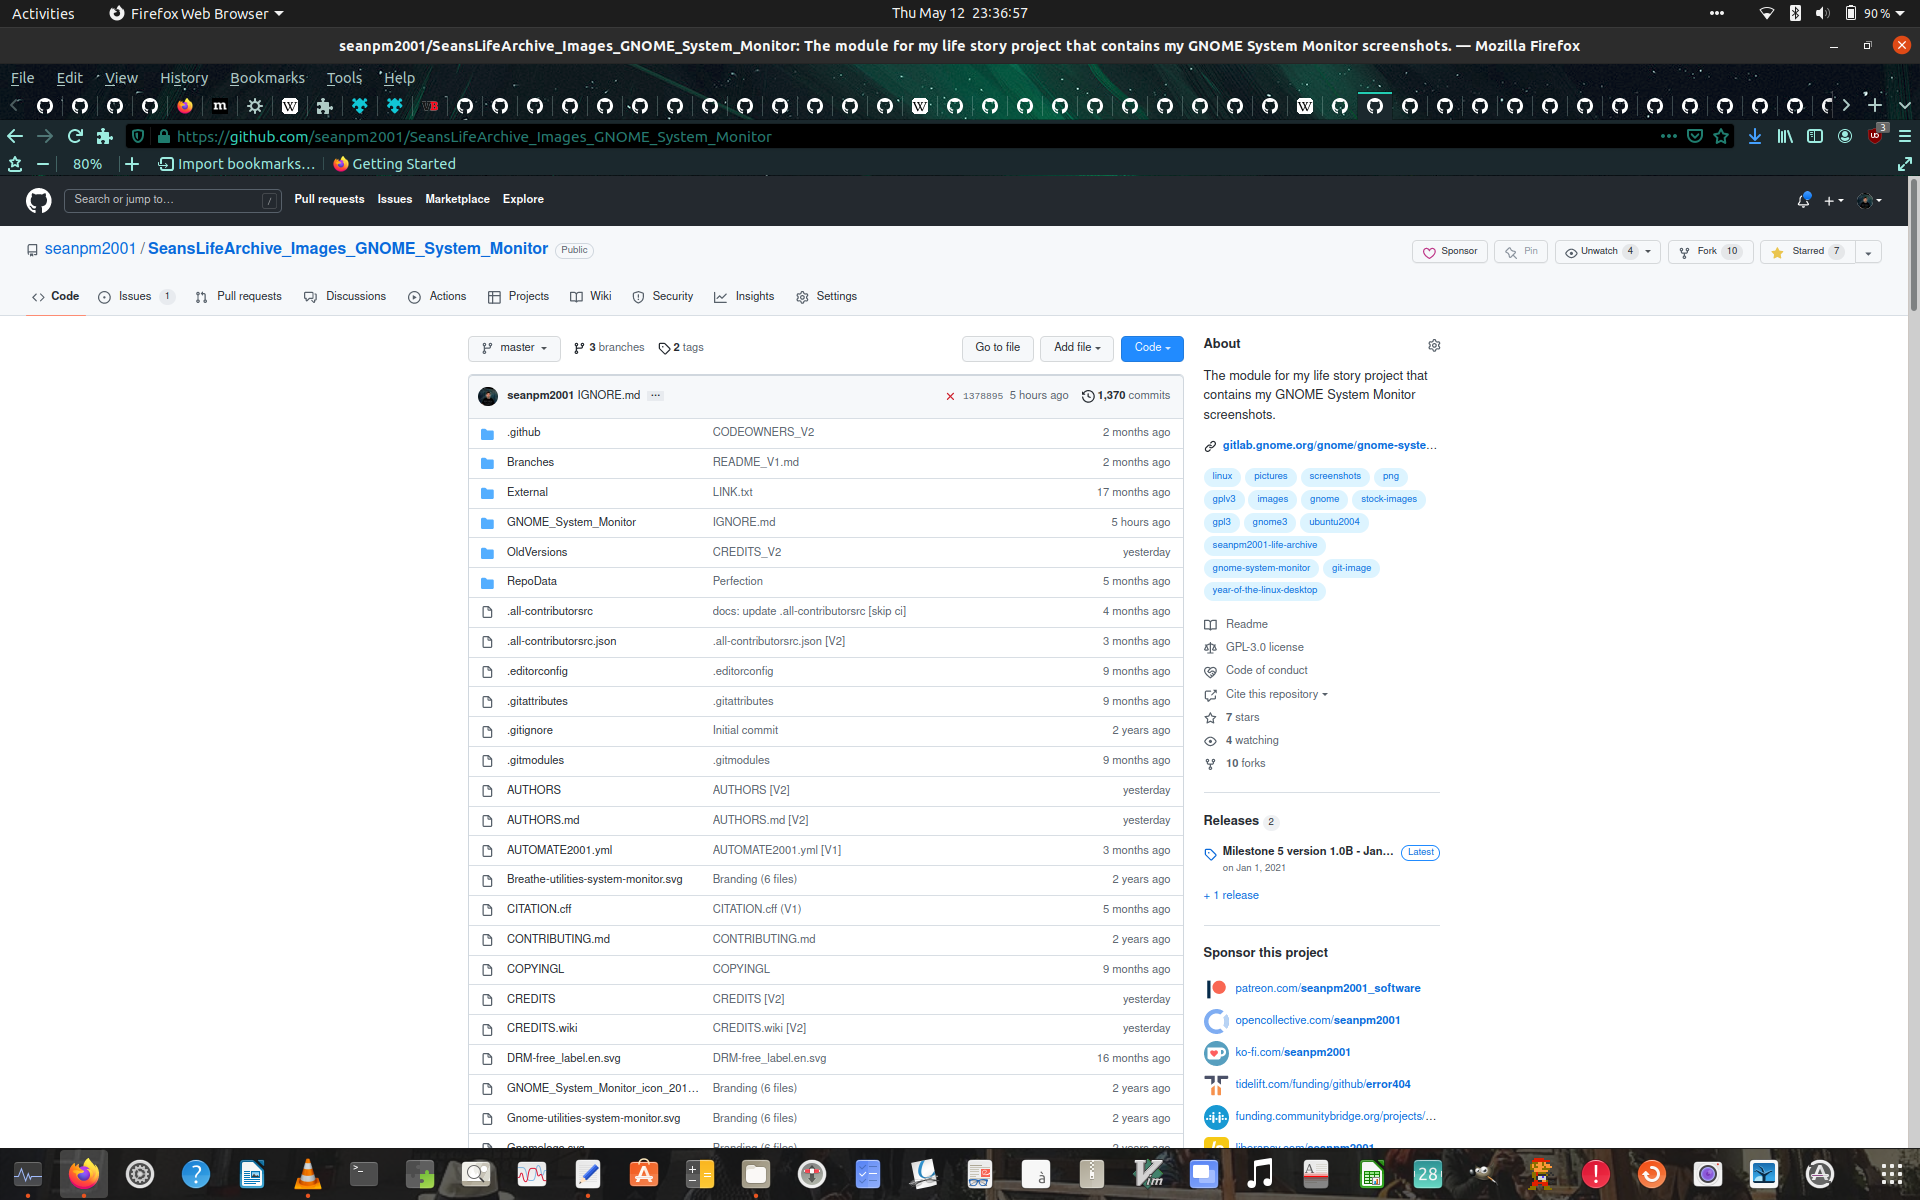 Activities
Firefox Web Browser
Thu May 12  23:36:57
90 %
seanpm2001/SeansLifeArchive_Images_GNOME_System_Monitor: The module for my life story project that contains my GNOME System Monitor screenshots. — Mozilla Firefox
File Edit View History Bookmarks Tools Help
https://github.com/seanpm2001/SeansLifeArchive_Images_GNOME_System_Monitor
3
80%
Import bookmarks...
Getting Started
Search or jump to...
/
Pull requests Issues Marketplace Explore
seanpm2001 / SeansLifeArchive_Images_GNOME_System_Monitor Public
Sponsor Pin Unwatch 4 Fork 10 Starred 7
Code Issues 1 Pull requests Discussions Actions Projects Wiki Security Insights Settings
master 3 branches 2 tags Go to file Add file Code
seanpm2001 IGNORE.md ... 1378895 5 hours ago 1,370 commits
.github CODEOWNERS_V2 2 months ago
Branches README_V1.md 2 months ago
External LINK.txt 17 months ago
GNOME_System_Monitor IGNORE.md 5 hours ago
OldVersions CREDITS_V2 yesterday
RepoData Perfection 5 months ago
.all-contributorsrc docs: update .all-contributorsrc [skip ci] 4 months ago
.all-contributorsrc.json .all-contributorsrc.json [V2] 3 months ago
.editorconfig .editorconfig 9 months ago
.gitattributes .gitattributes 9 months ago
.gitignore Initial commit 2 years ago
.gitmodules .gitmodules 9 months ago
AUTHORS AUTHORS [V2] yesterday
AUTHORS.md AUTHORS.md [V2] yesterday
AUTOMATE2001.yml AUTOMATE2001.yml [V1] 3 months ago
Breathe-utilities-system-monitor.svg Branding (6 files) 2 years ago
CITATION.cff CITATION.cff (V1) 5 months ago
CONTRIBUTING.md CONTRIBUTING.md 2 years ago
COPYINGL COPYINGL 9 months ago
CREDITS CREDITS [V2] yesterday
CREDITS.wiki CREDITS.wiki [V2] yesterday
DRM-free_label.en.svg DRM-free_label.en.svg 16 months ago
GNOME_System_Monitor_icon_201... Branding (6 files) 2 years ago
Gnome-utilities-system-monitor.svg Branding (6 files) 2 years ago
About
The module for my life story project that
contains my GNOME System Monitor
screenshots.
gitlab.gnome.org/gnome/gnome-syste...
linux pictures screenshots png
gplv3 images gnome stock-images
gpl3 gnome3 ubuntu2004
seanpm2001-life-archive
gnome-system-monitor git-image
year-of-the-linux-desktop
Readme
GPL-3.0 license
Code of conduct
Cite this repository
7 stars
4 watching
10 forks
Releases 2
Milestone 5 version 1.0B - Jan... Latest
on Jan 1, 2021
+ 1 release
Sponsor this project
patreon.com/seanpm2001_software
opencollective.com/seanpm2001
ko-fi.com/seanpm2001
tidelift.com/funding/github/error404
funding.communitybridge.org/projects/...
28